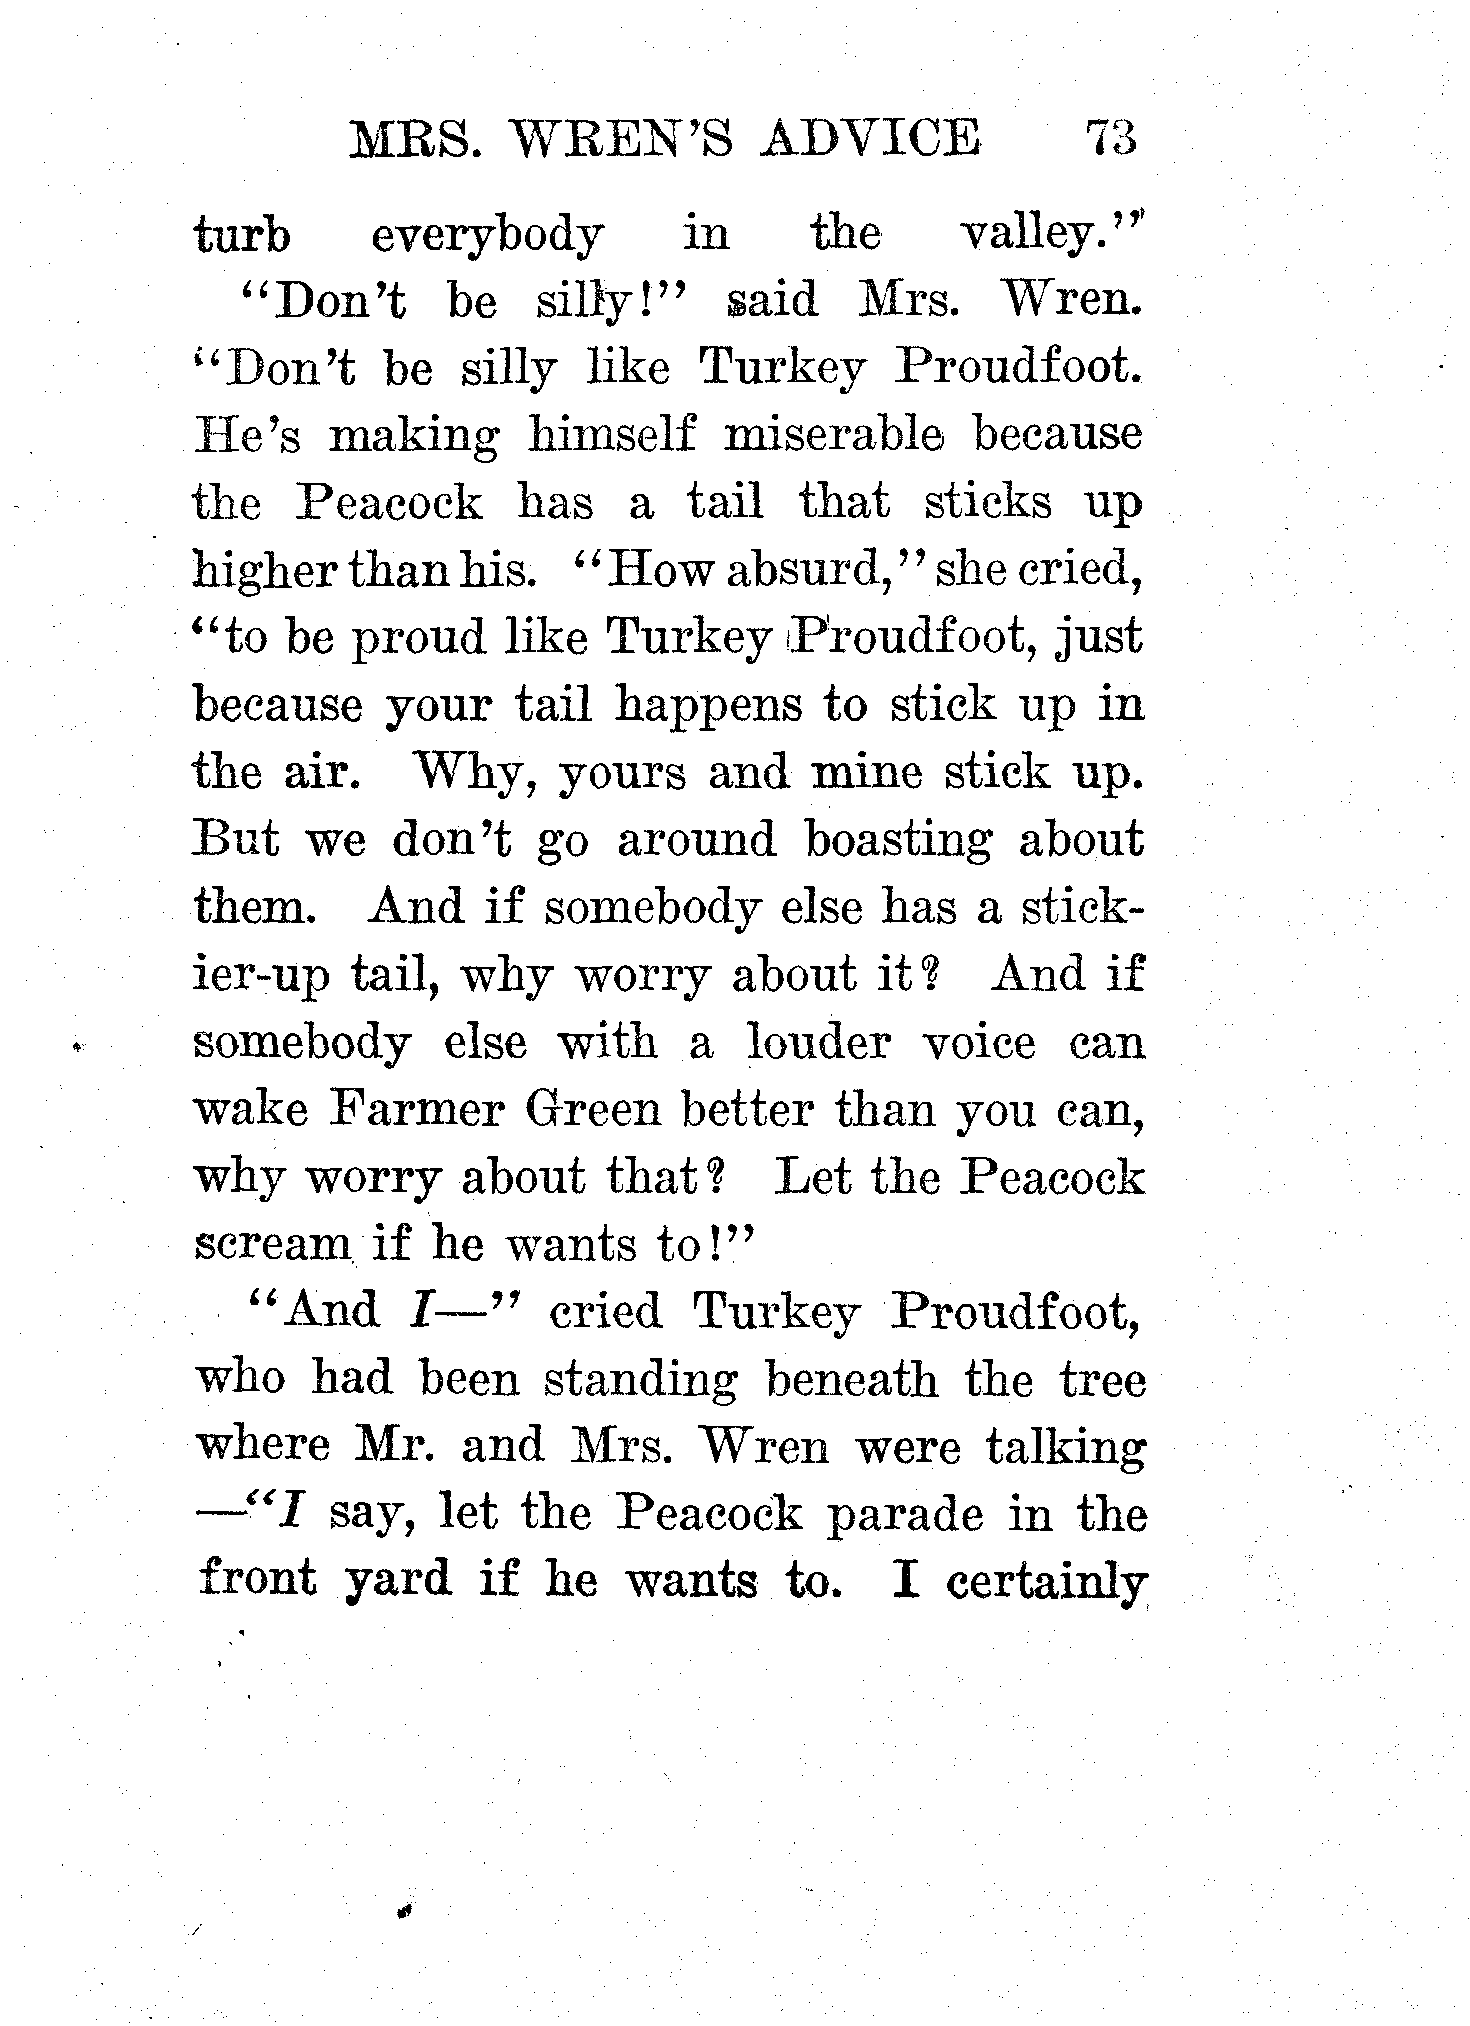 MRS. WREN'S ADVICE 73
turb everybody in the valley."
"Don't be silly!" said Mrs. Wren.
"Don't be silly like Turkey Proudfoot.
He's making himself miserable because
the Peacock has a tail that sticks up
higher than his. "How absurd," she cried,
"to be proud like Turkey Proudfoot, just
because your tail happens to stick up in
the air. Why, yours and mine stick up.
But we don't go around boasting about
them. And if somebody else has a stick-
ier-up tail, why worry about it? And if
somebody else with a louder voice can
wake Farmer Green better than you can,
why worry about that? Let the Peacock
scream if he wants to!"
"And I—" cried Turkey Proudfoot,
who had been standing beneath the tree
where Mr. and Mrs. Wren were talking
—"I say, let the Peacock parade in the
front yard if he wants to. I certainly